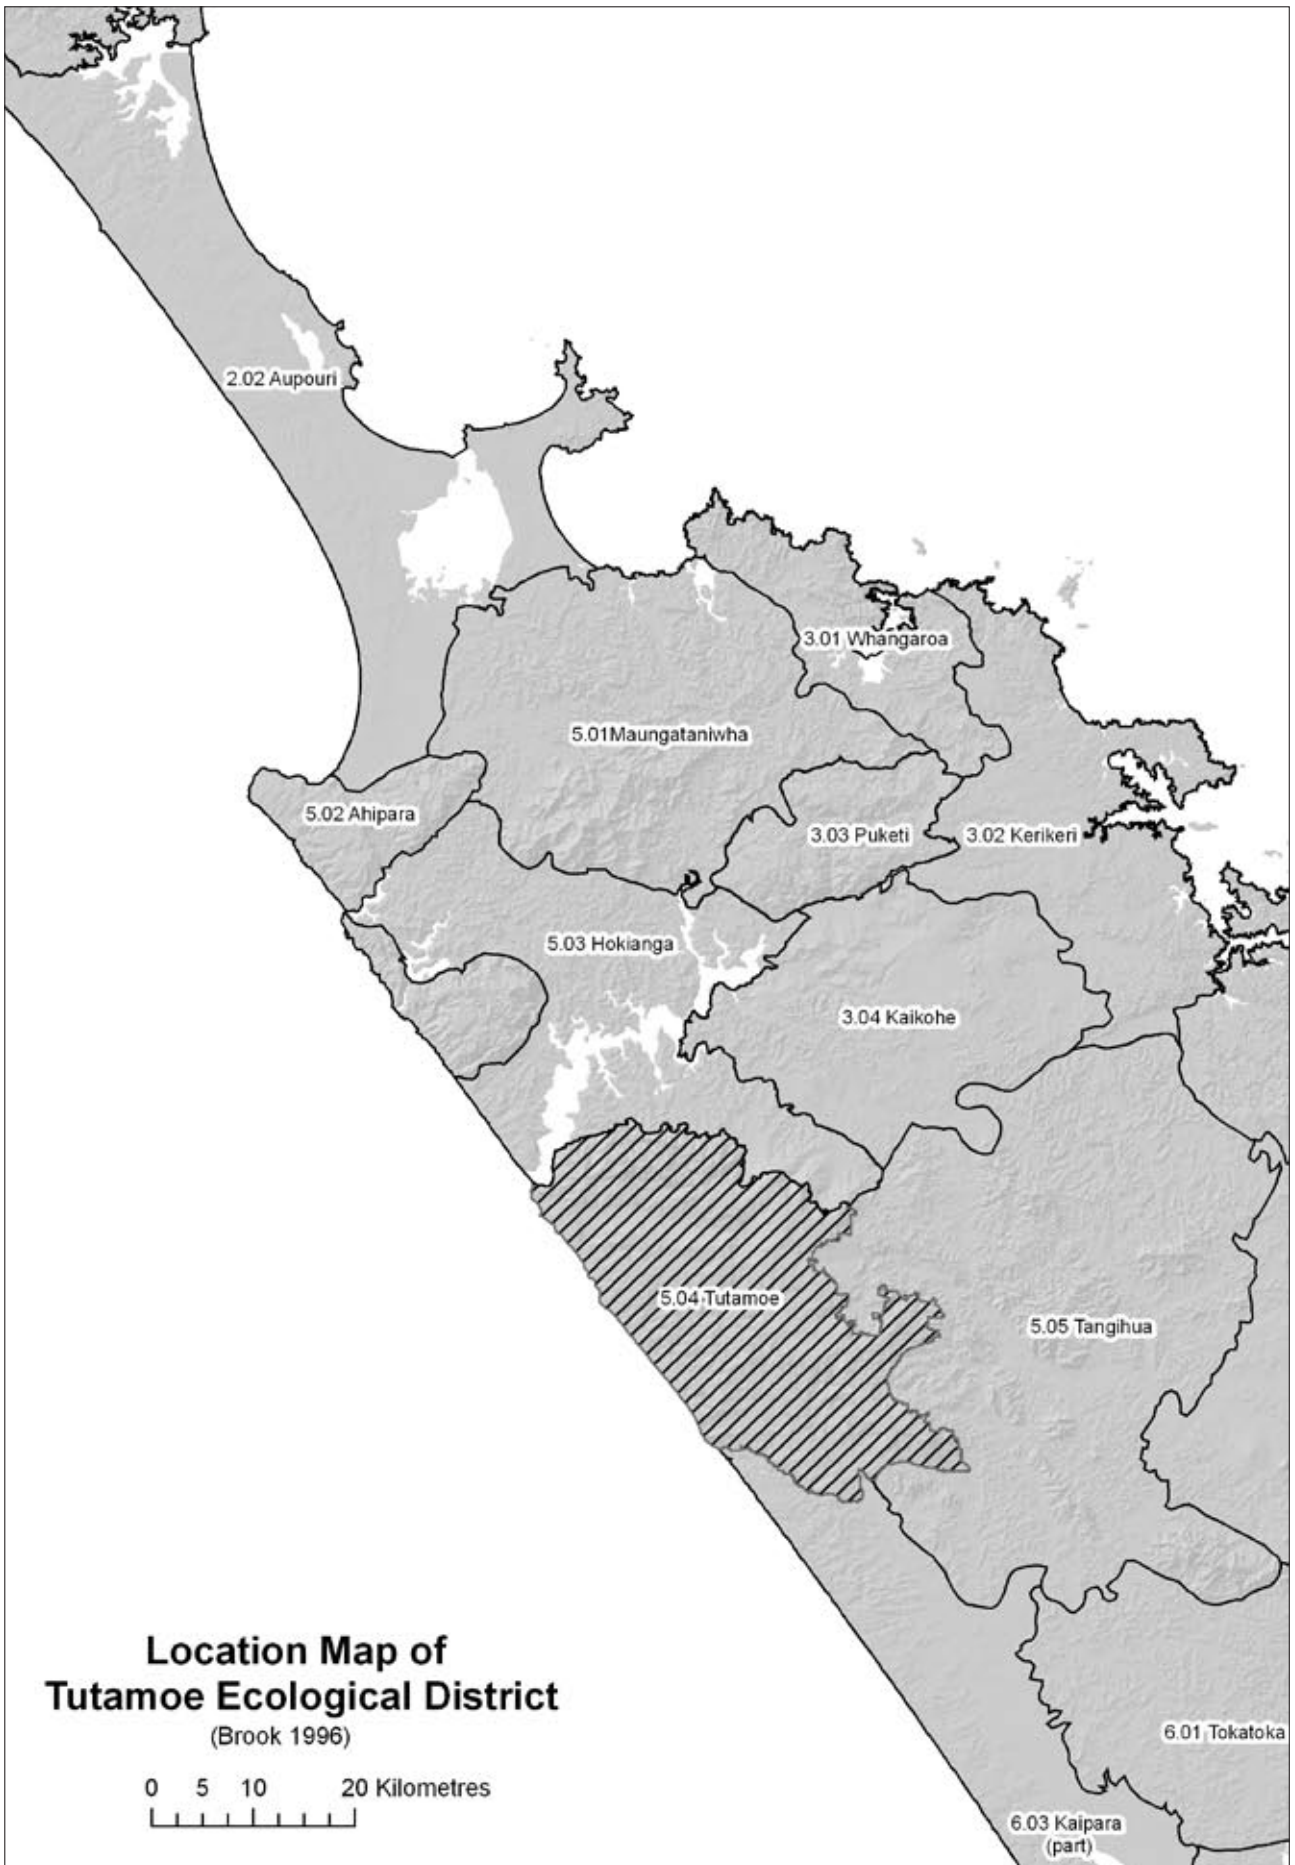 2.02 Aupouri
3.01 Whangaroa
5.01Maungataniwha
5.02 Ahipara
3.03 Puketi
3.02 Kerikeri
5.03 Hokianga
3.04 Kaikohe
5.04 Tutamoe
5.05 Tangihua
Location Map of
Tutamoe Ecological District
(Brook 1996)
0 5 10 20 Kilometres
6.01 Tokatoka
6.03 Kaipara
(part)